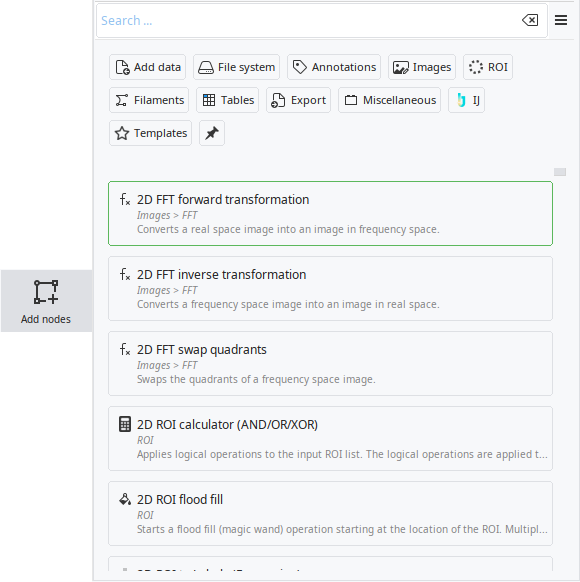 Search ...
Add data File system Annotations Images ROI
Filaments Tables Export Miscellaneous IJ
Templates
2D FFT forward transformation
Images > FFT
Converts a real space image into an image in frequency space.
2D FFT inverse transformation
Images > FFT
Converts a frequency space image into an image in real space.
Add nodes
2D FFT swap quadrants
Images > FFT
Swaps the quadrants of a frequency space image.
2D ROI calculator (AND/OR/XOR)
ROI
Applies logical operations to the input ROI list. The logical operations are applied t...
2D ROI flood fill
ROI
Starts a flood fill (magic wand) operation starting at the location of the ROI. Multipl...